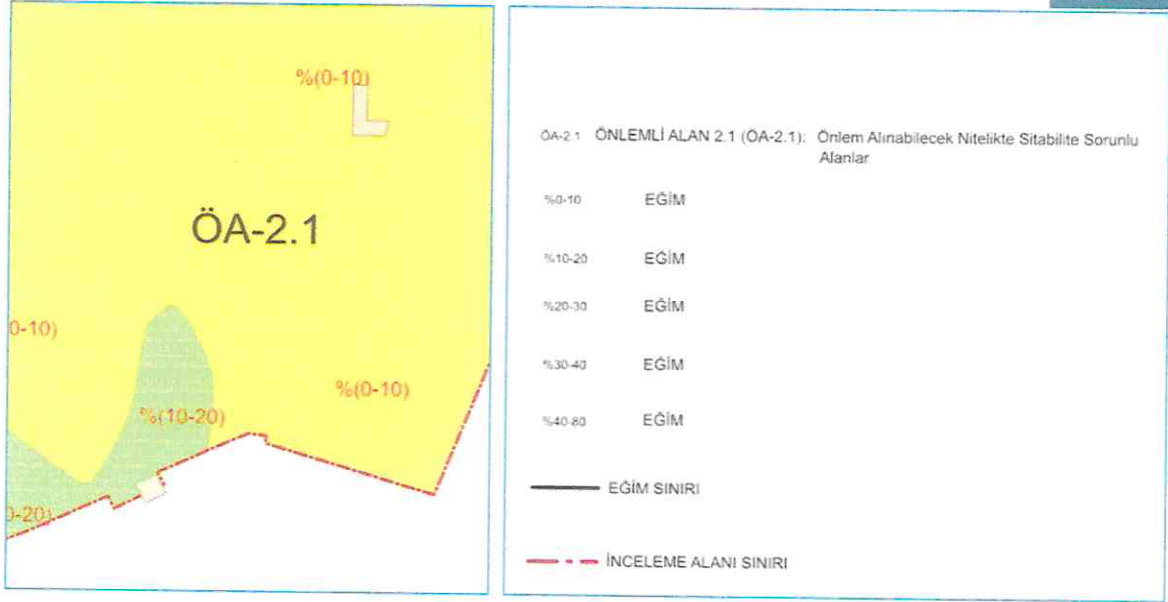 %(0-10)
ÖA-2.1
0-10)
%(0-10)
%(10-20)
0-20)
ÖA-2.1 ÖNLEMLİ ALAN 2.1 (ÖA-2.1): Önlem Alınabilecek Nitelikte Sitabilite Sorunlu
Alanlar
%0-10 EĞİM
%10-20 EĞİM
%20-30 EĞİM
%30-40 EĞİM
%40-80 EĞİM
EĞİM SINIRI
İNCELEME ALANI SINIRI